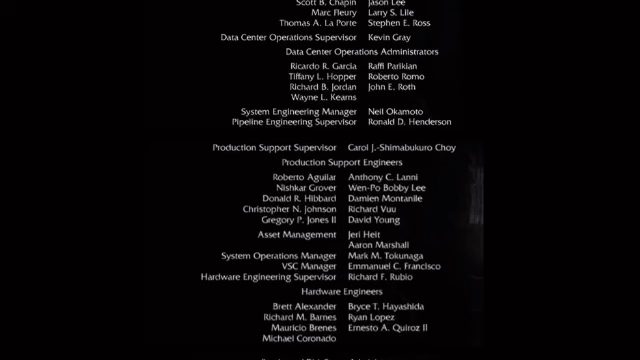 Scott B. Chapin Jason Lee
Marc Fleury Larry S. Lile
Thomas A. La Porte Stephen E. Ross
Data Center Operations Supervisor Kevin Gray
Data Center Operations Administrators
Ricardo R. Garcia Raffi Parikian
Tiffany L. Hopper Roberto Romo
Richard B. Jordan John E. Roth
Wayne L. Kearns
System Engineering Manager Neil Okamoto
Pipeline Engineering Supervisor Ronald D. Henderson
Production Support Supervisor Carol J.-Shimabukuro Choy
Production Support Engineers
Roberto Aguilar Anthony C. Lanni
Nishkar Grover Wen-Po Bobby Lee
Donald R. Hibbard Damien Montanile
Christopher N. Johnson Richard Vuu
Gregory P. Jones II David Young
Asset Management Jeri Heit
Aaron Marshall
System Operations Manager Mark M. Tokunaga
VSC Manager Emmanuel C. Francisco
Hardware Engineering Supervisor Richard F. Rubio
Hardware Engineers
Brett Alexander Bryce T. Hayashida
Richard M. Barnes Ryan Lopez
Mauricio Brenes Ernesto A. Quiroz II
Michael Coronado